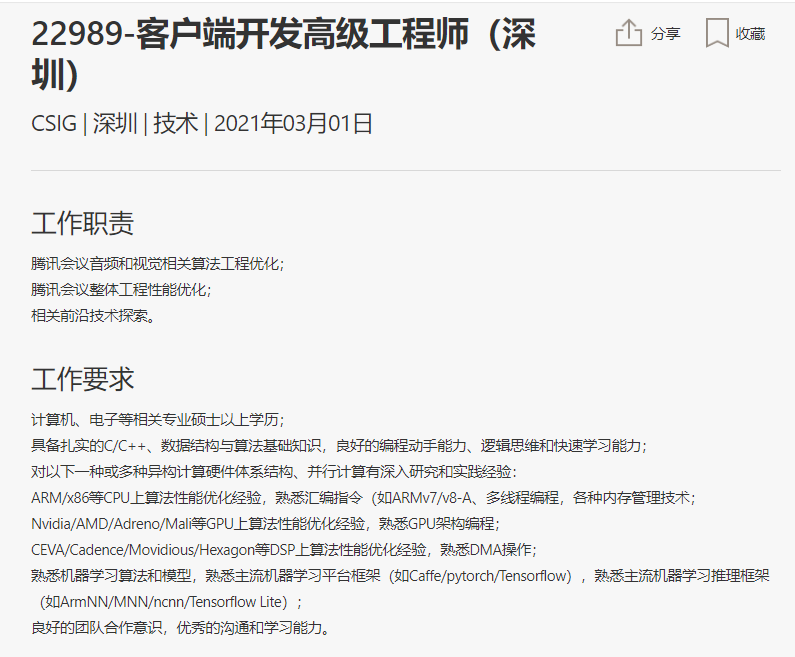 22989-客户端开发高级工程师（深
圳）
分享
收藏
CSIG | 深圳 | 技术 | 2021年03月01日
工作职责
腾讯会议音频和视觉相关算法工程优化；
腾讯会议整体工程性能优化；
相关前沿技术探索。
工作要求
计算机、电子等相关专业硕士以上学历；
具备扎实的C/C++、数据结构与算法基础知识，良好的编程动手能力、逻辑思维和快速学习能力；
对以下一种或多种异构计算硬件体系结构、并行计算有深入研究和实践经验：
ARM/x86等CPU上算法性能优化经验，熟悉汇编指令（如ARMv7/v8-A、多线程编程，各种内存管理技术；
Nvidia/AMD/Adreno/Mali等GPU上算法性能优化经验，熟悉GPU架构编程；
CEVA/Cadence/Movidious/Hexagon等DSP上算法性能优化经验，熟悉DMA操作；
熟悉机器学习算法和模型，熟悉主流机器学习平台框架（如Caffe/pytorch/Tensorflow），熟悉主流机器学习推理框架
（如ArmNN/MNN/ncnn/Tensorflow Lite）；
良好的团队合作意识，优秀的沟通和学习能力。